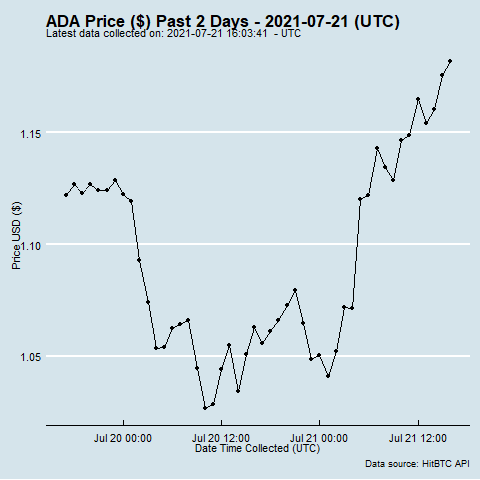 ADA Price ($) Past 2 Days - 2021-07-21 (UTC)
Latest data collected on: 2021-07-21 16:03:41 - UTC
1.15
1.10
1.05
Price USD ($)
Jul 20 00:00 Jul 20 12:00 Jul 21 00:00 Jul 21 12:00
Date Time Collected (UTC)
Data source: HitBTC API